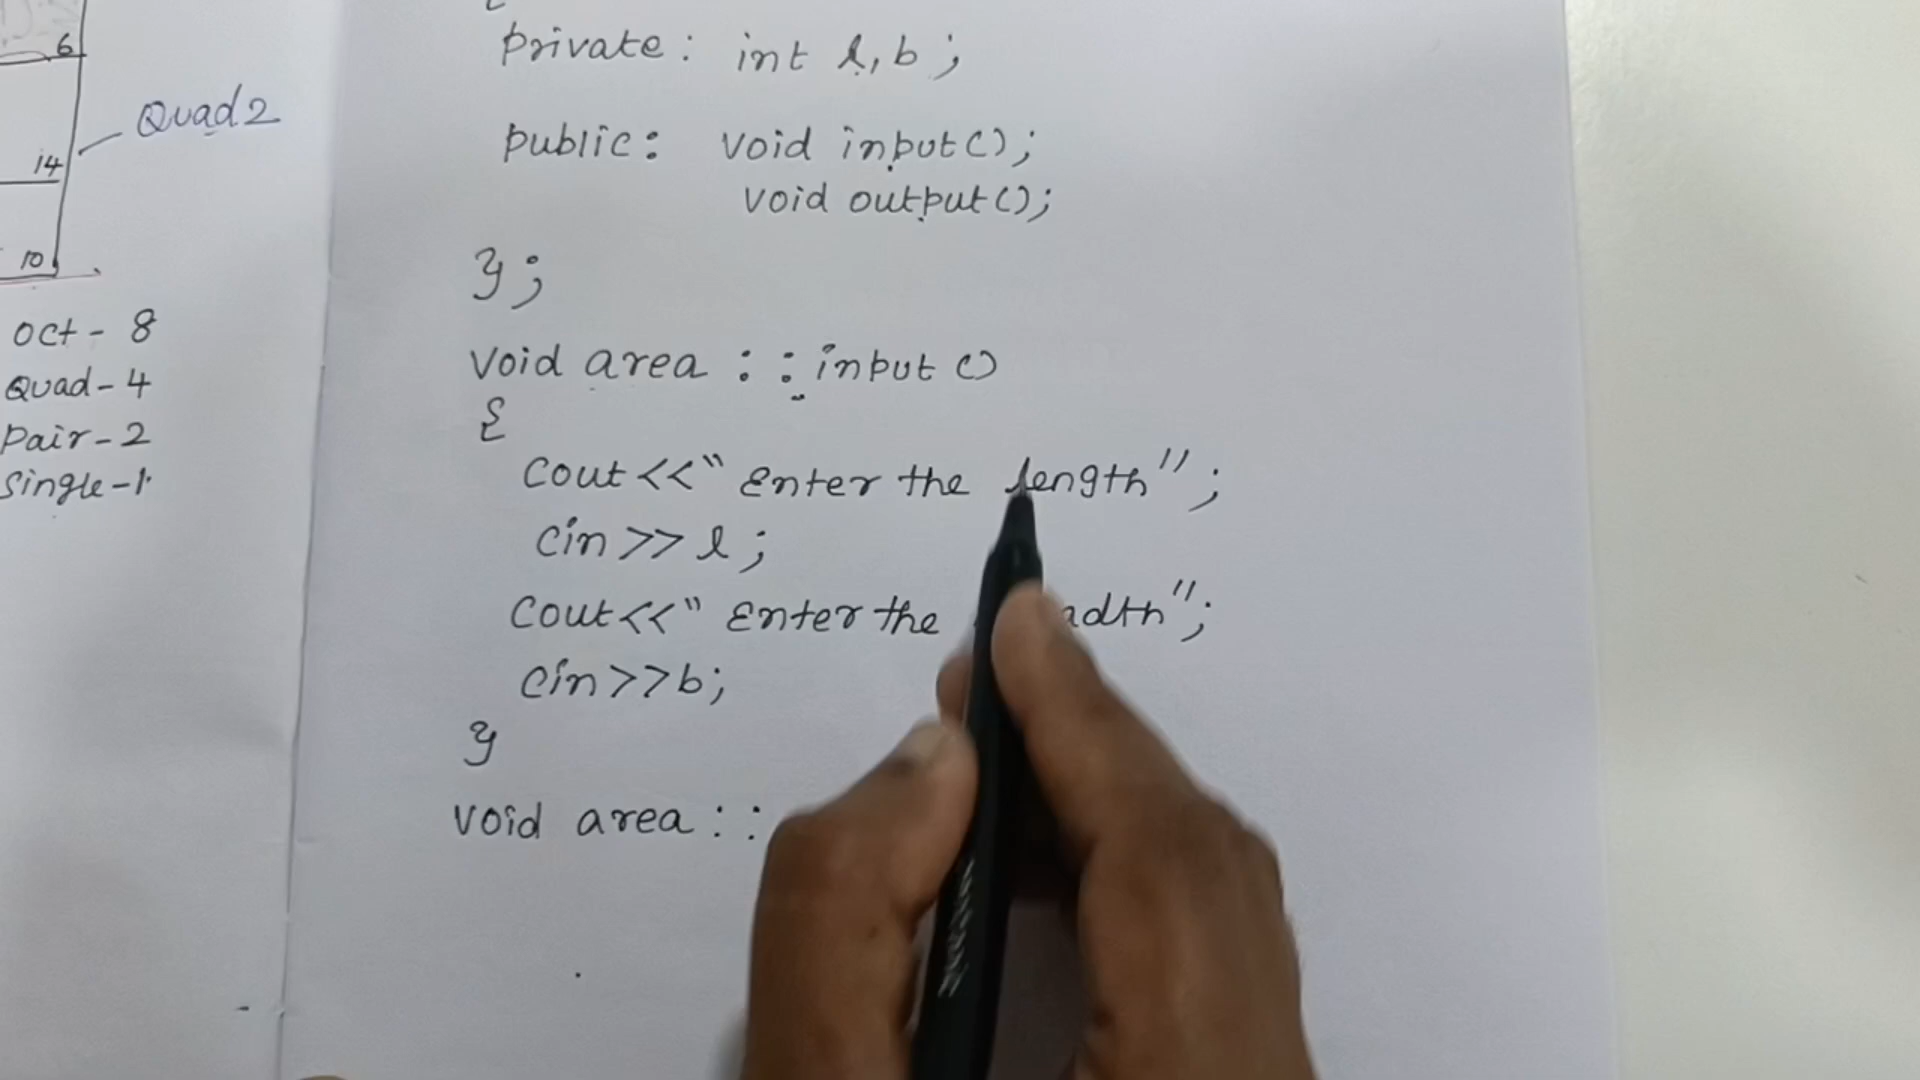 6
Quad2
14
10
oct - 8
Quad - 4
Pair - 2
Single - 1
private : int l, b ;
public : void input();
void output();
};
void area : : input ()
{
Cout <<" Enter the length" ;
Cin >> l ;
Cout <<" Enter the
Cin >> b;
}
void area : :